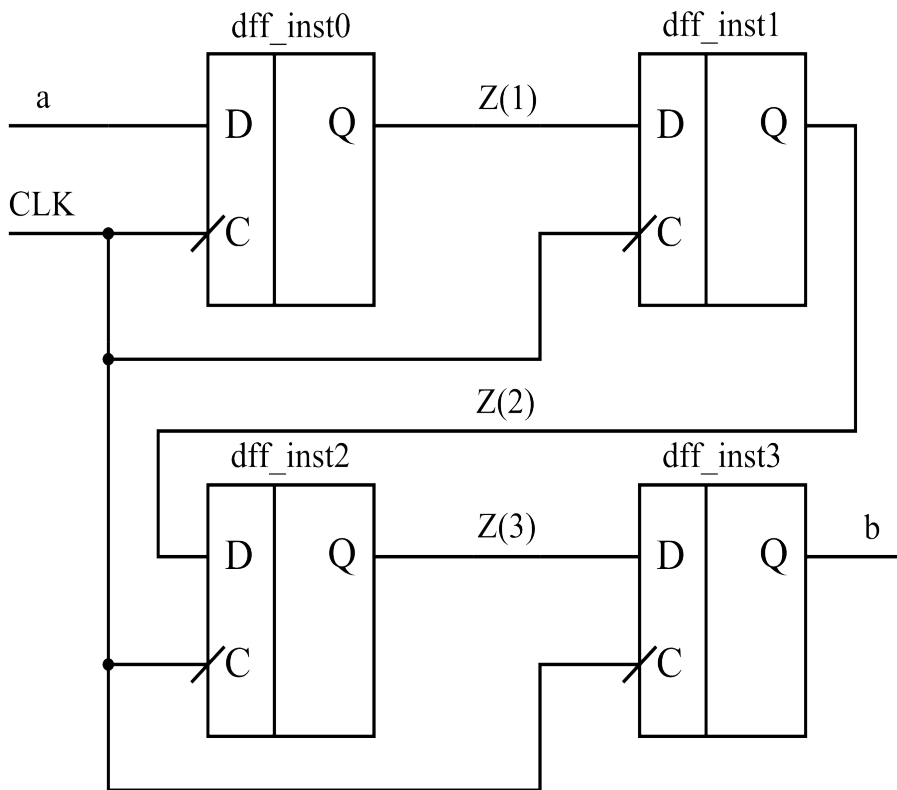 dff_inst0
dff_inst1
a
D
Q
Z(1)
D
Q
CLK
C
C
Z(2)
dff_inst2
dff_inst3
D
Q
Z(3)
D
Q
b
C
C